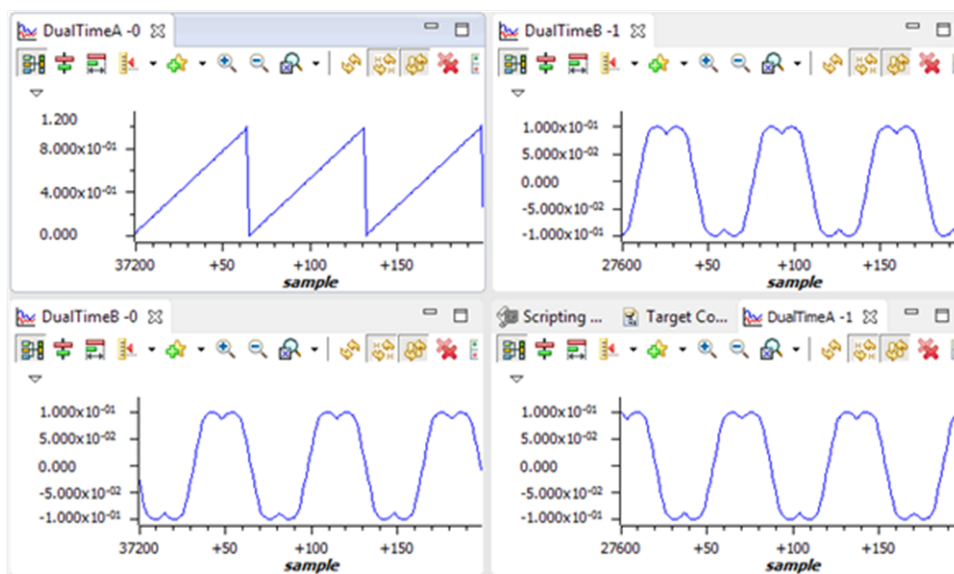 DualTimeA -0
1.200
8.000x10⁻⁰¹
4.000x10⁻⁰¹
0.000
37200 +50 +100 +150
sample
DualTimeB -1
1.000x10⁻⁰¹
5.000x10⁻⁰²
0.000
-5.000x10⁻⁰²
-1.000x10⁻⁰¹
27600 +50 +100 +150
sample
DualTimeB -0
1.000x10⁻⁰¹
5.000x10⁻⁰²
0.000
-5.000x10⁻⁰²
-1.000x10⁻⁰¹
37200 +50 +100 +150
sample
Scripting ... Target Co... DualTimeA -1
1.000x10⁻⁰¹
5.000x10⁻⁰²
0.000
-5.000x10⁻⁰²
-1.000x10⁻⁰¹
27600 +50 +100 +150
sample